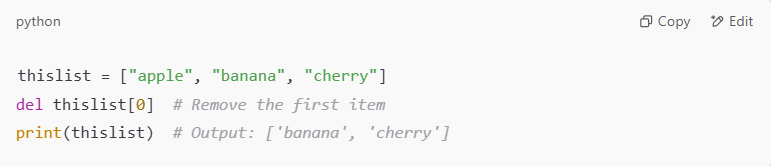 python Copy Edit
thislist = ["apple", "banana", "cherry"]
del thislist[0]  # Remove the first item
print(thislist)  # Output: ['banana', 'cherry']